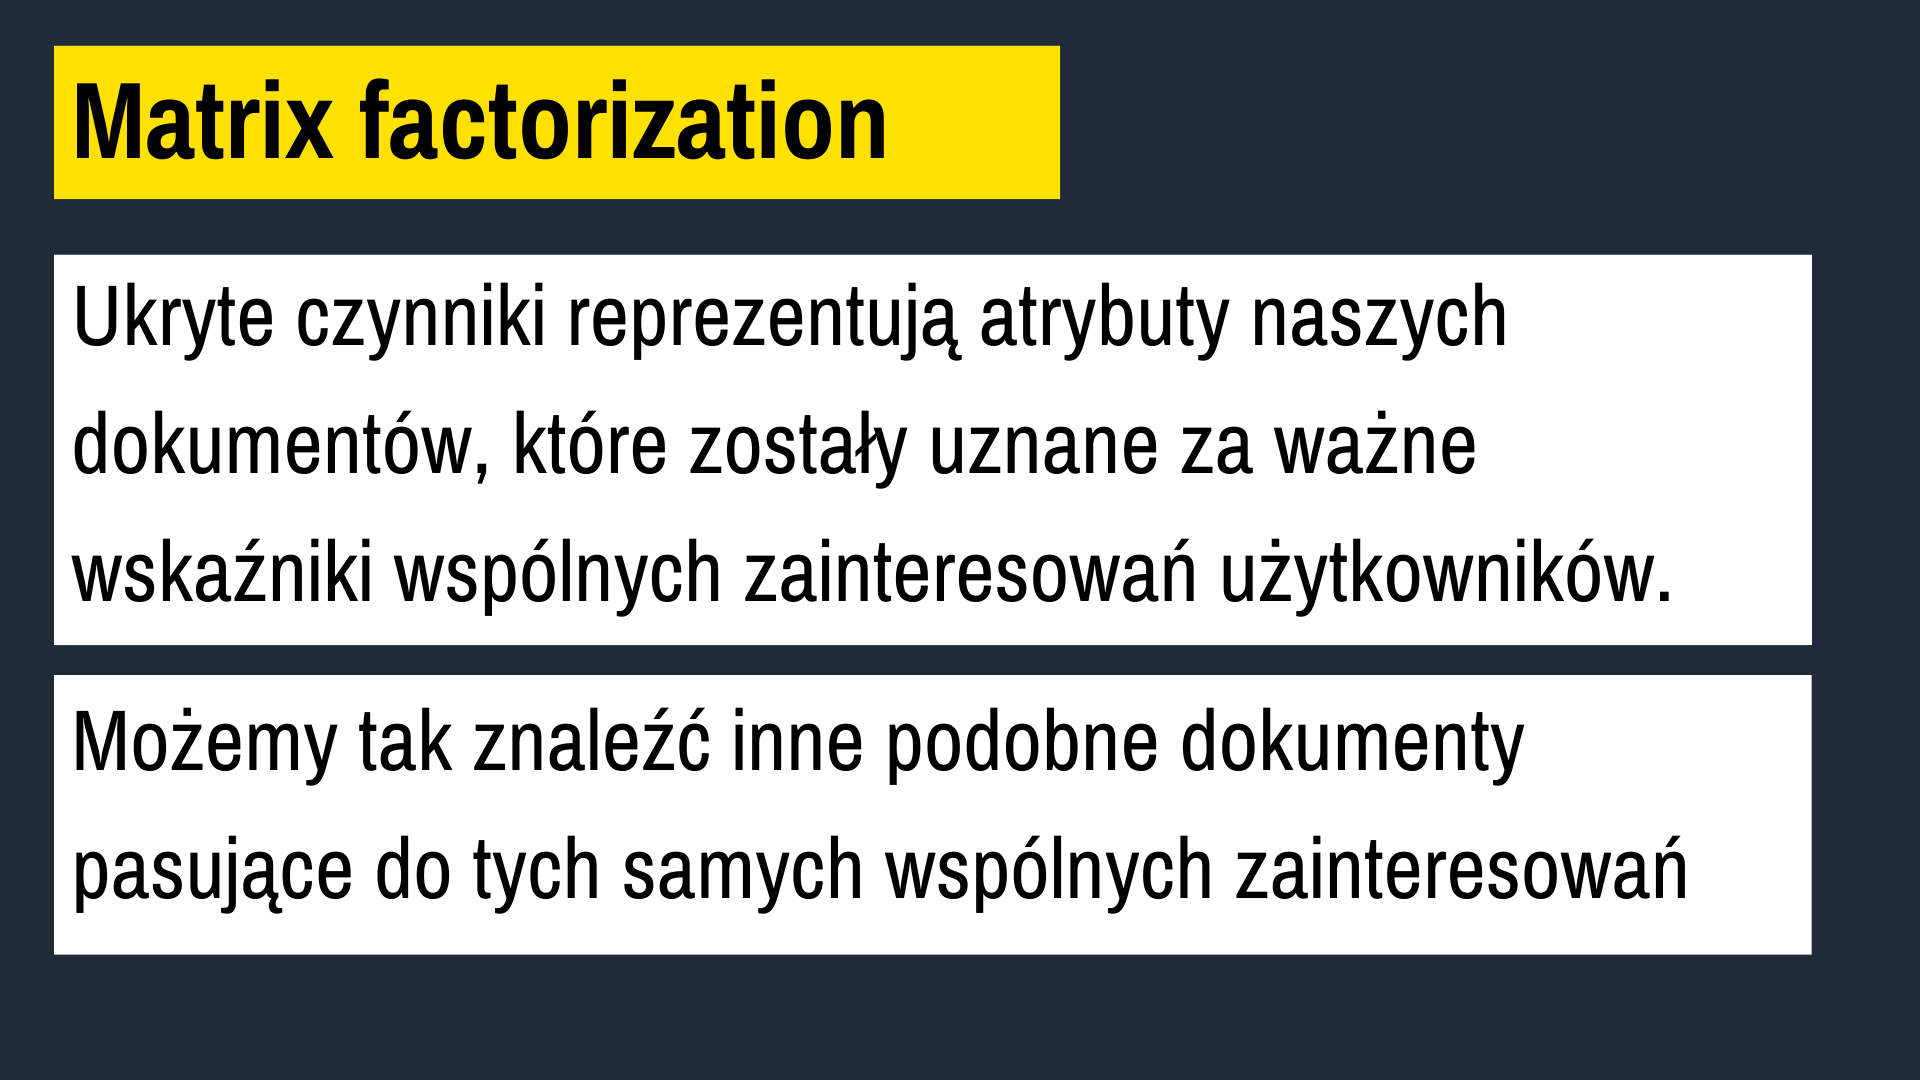 Matrix factorization
Ukryte czynniki reprezentują atrybuty naszych
dokumentów, które zostały uznane za ważne
wskaźniki wspólnych zainteresowań użytkowników.
Możemy tak znaleźć inne podobne dokumenty
pasujące do tych samych wspólnych zainteresowań